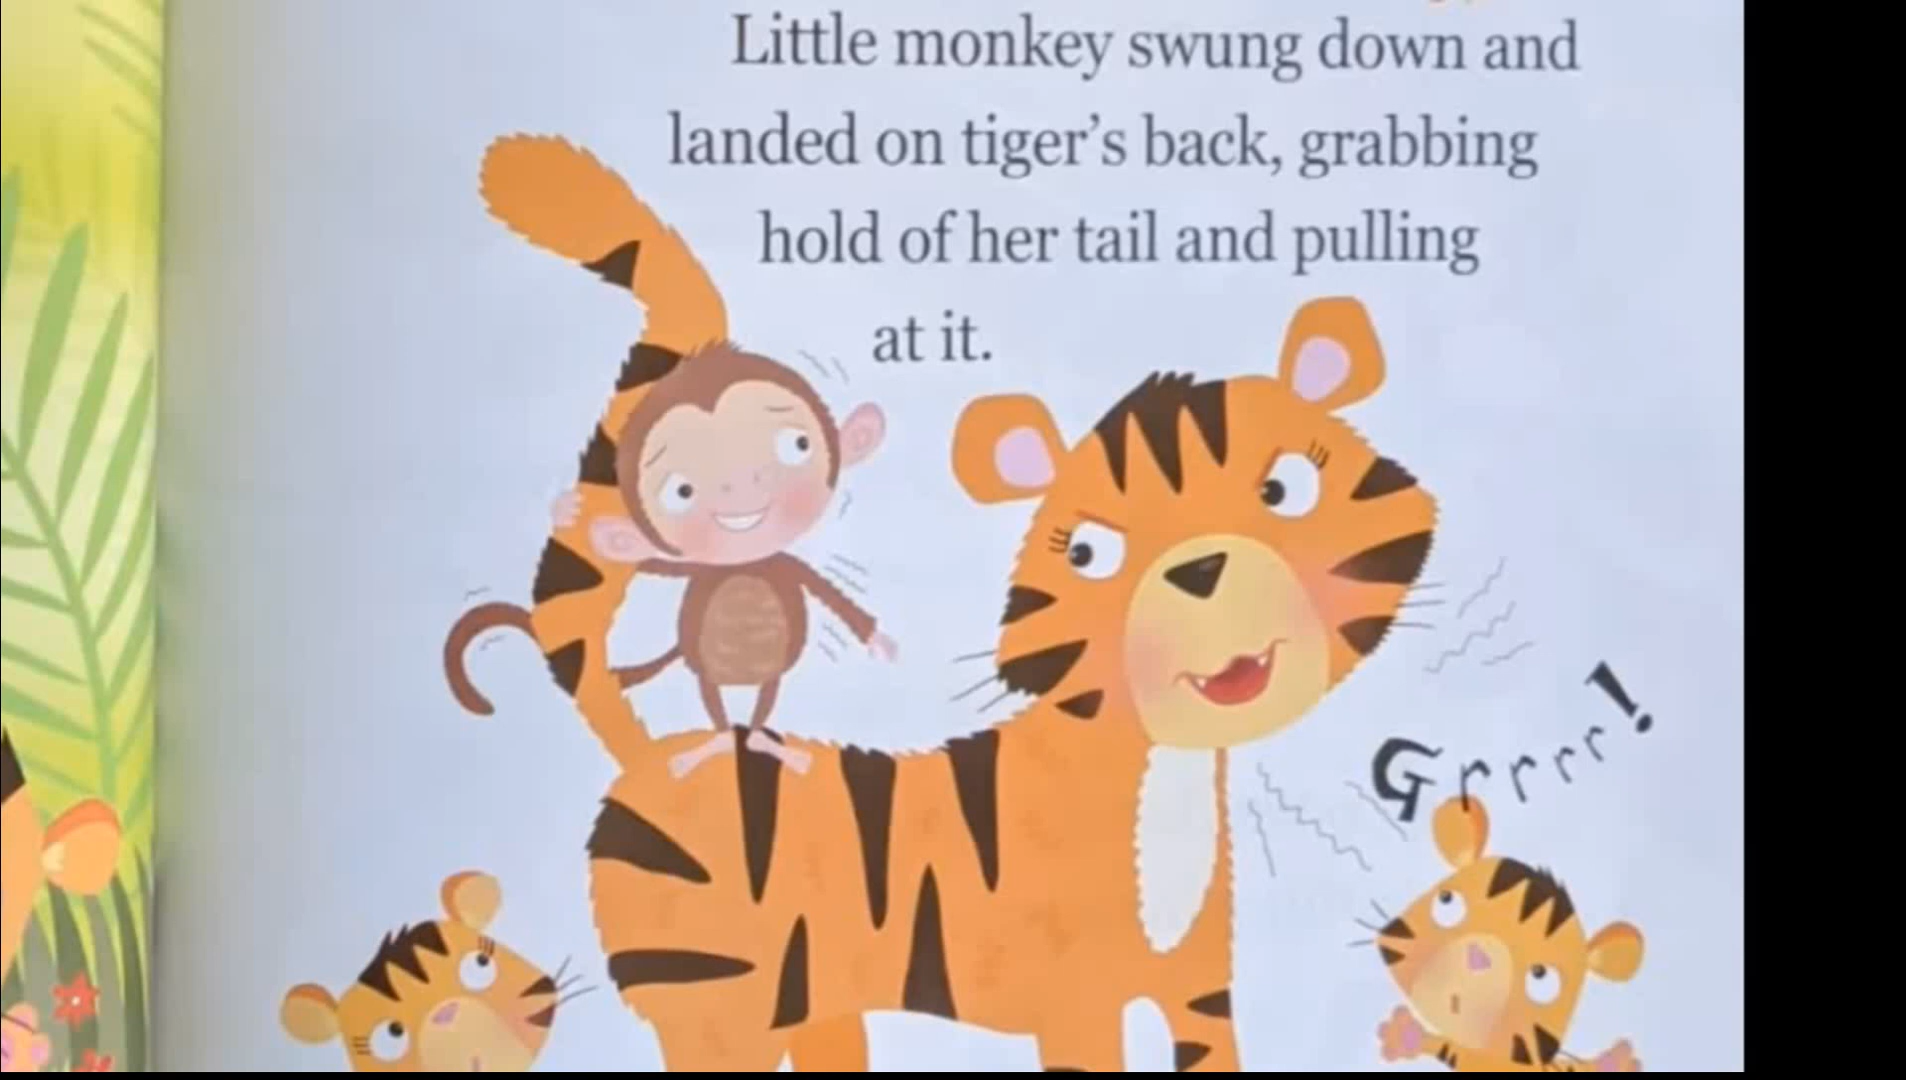 Little monkey swung down and
landed on tiger’s back, grabbing
hold of her tail and pulling
at it.
Grrrr!